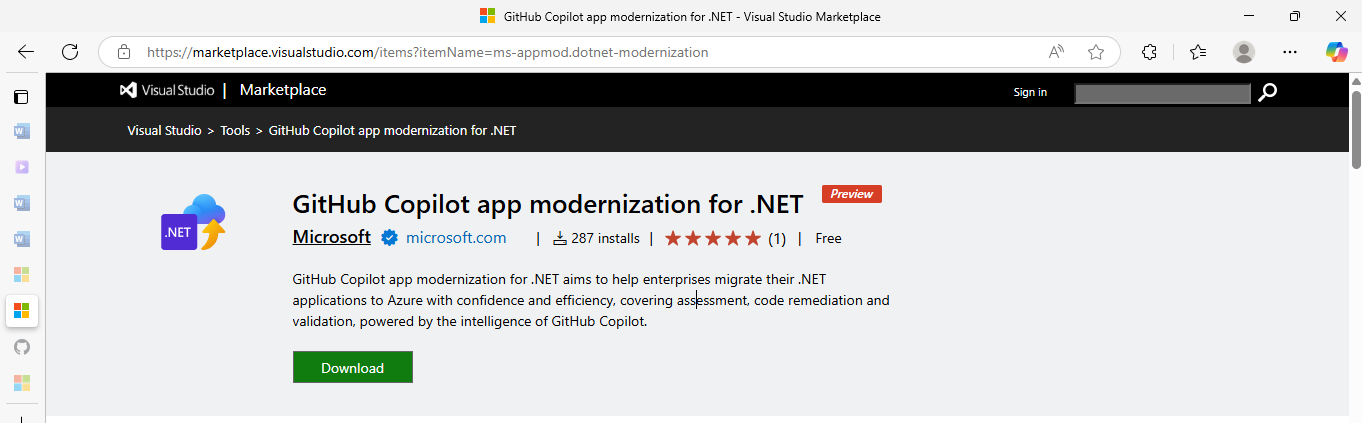 GitHub Copilot app modernization for .NET - Visual Studio Marketplace
https://marketplace.visualstudio.com/items?itemName=ms-appmod.dotnet-modernization
Visual Studio | Marketplace
Sign in
Visual Studio > Tools > GitHub Copilot app modernization for .NET
.NET
GitHub Copilot app modernization for .NET
Preview
Microsoft microsoft.com | 287 installs | (1) | Free
GitHub Copilot app modernization for .NET aims to help enterprises migrate their .NET
applications to Azure with confidence and efficiency, covering assessment, code remediation and
validation, powered by the intelligence of GitHub Copilot.
Download